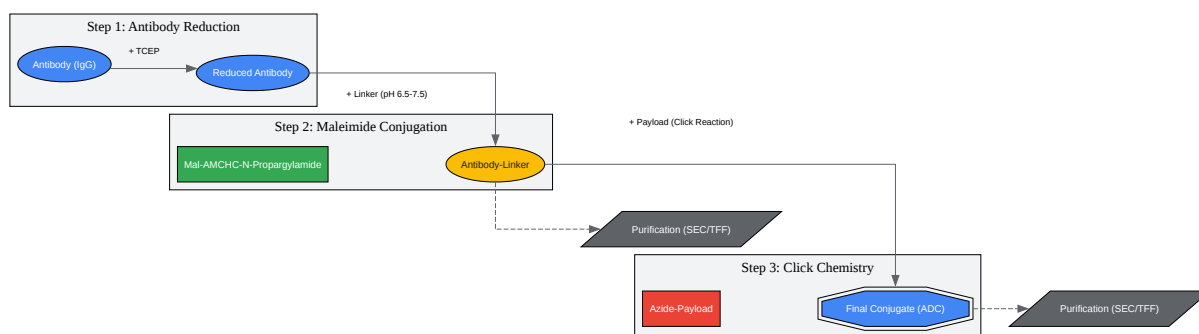 Step 1: Antibody Reduction
Antibody (IgG)
+ TCEP
Reduced Antibody
+ Linker (pH 6.5-7.5)
Step 2: Maleimide Conjugation
Mal-AMCHC-N-Propargylamide
Antibody-Linker
+ Payload (Click Reaction)
Purification (SEC/TFF)
Step 3: Click Chemistry
Azide-Payload
Final Conjugate (ADC)
Purification (SEC/TFF)